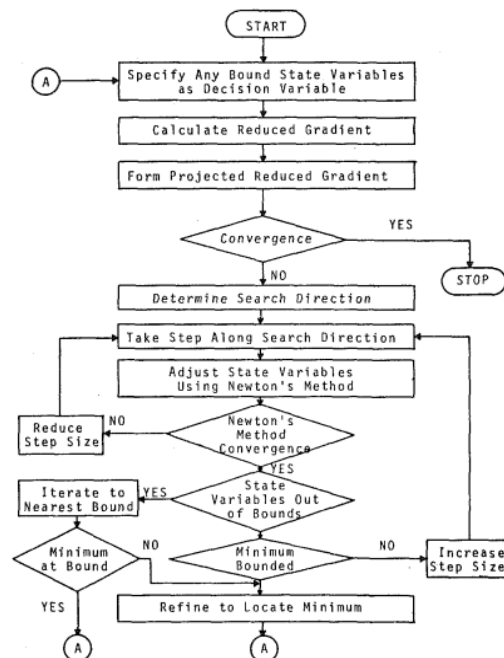 START
A
Specify Any Bound State Variables
as Decision Variable
Calculate Reduced Gradient
Form Projected Reduced Gradient
Convergence
YES
NO
STOP
Determine Search Direction
Take Step Along Search Direction
Adjust State Variables
Using Newton's Method
Reduce
Step Size
NO
Newton's
Method
Convergence
YES
Iterate to
Nearest Bound
YES
State
Variables Out
of Bounds
Minimum
at Bound
NO
Minimum
Bounded
NO
Increase
Step Size
YES
Refine to Locate Minimum
A
A